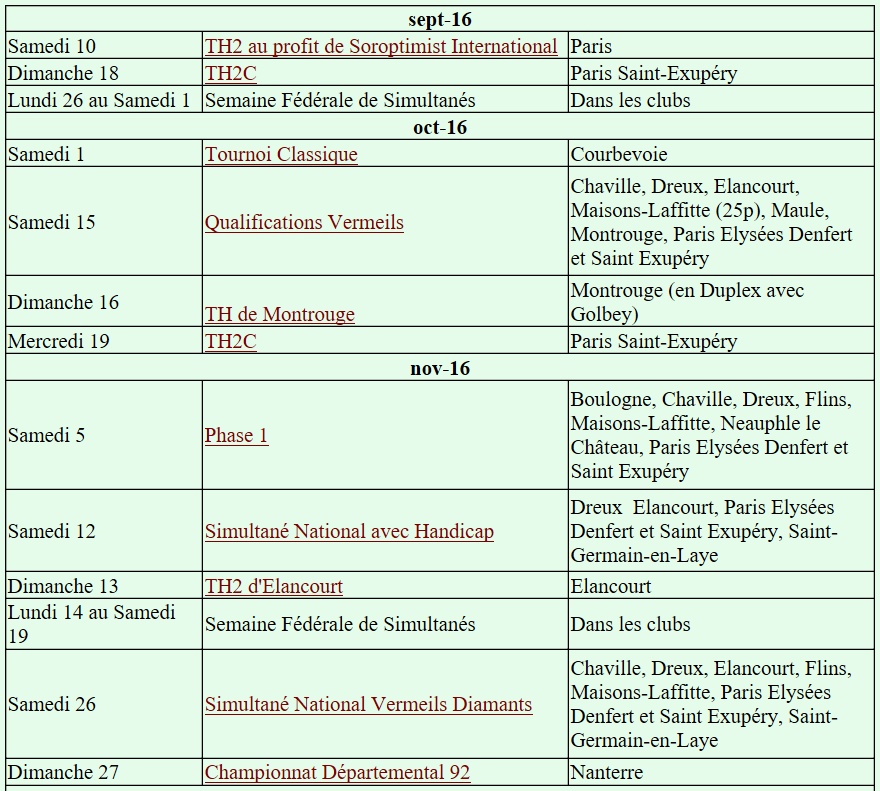 sept-16
Samedi 10 TH2 au profit de Soroptimist International Paris
Dimanche 18 TH2C Paris Saint-Exupéry
Lundi 26 au Samedi 1 Semaine Fédérale de Simultanés Dans les clubs
oct-16
Samedi 1 Tournoi Classique Courbevoie
Samedi 15 Qualifications Vermeils
Chaville, Dreux, Elancourt,
Maisons-Laffitte (25p), Maule,
Montrouge, Paris Elysées Denfert
et Saint Exupéry
Dimanche 16 TH de Montrouge
Montrouge (en Duplex avec
Golbey)
Mercredi 19 TH2C Paris Saint-Exupéry
nov-16
Samedi 5 Phase 1
Boulogne, Chaville, Dreux, Flins,
Maisons-Laffitte, Neauphle le
Château, Paris Elysées Denfert et
Saint Exupéry
Samedi 12 Simultané National avec Handicap
Dreux  Elancourt, Paris Elysées
Denfert et Saint Exupéry, Saint-
Germain-en-Laye
Dimanche 13 TH2 d'Elancourt Elancourt
Lundi 14 au Samedi
19
Semaine Fédérale de Simultanés Dans les clubs
Samedi 26 Simultané National Vermeils Diamants
Chaville, Dreux, Elancourt, Flins,
Maisons-Laffitte, Paris Elysées
Denfert et Saint Exupéry, Saint-
Germain-en-Laye
Dimanche 27 Championnat Départemental 92 Nanterre